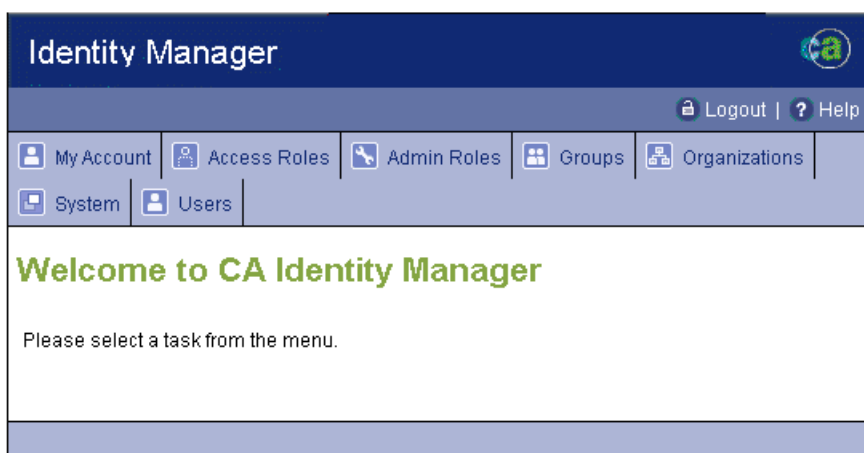 Identity Manager
ca
Logout | ? Help
My Account Access Roles Admin Roles Groups Organizations
System Users
Welcome to CA Identity Manager
Please select a task from the menu.